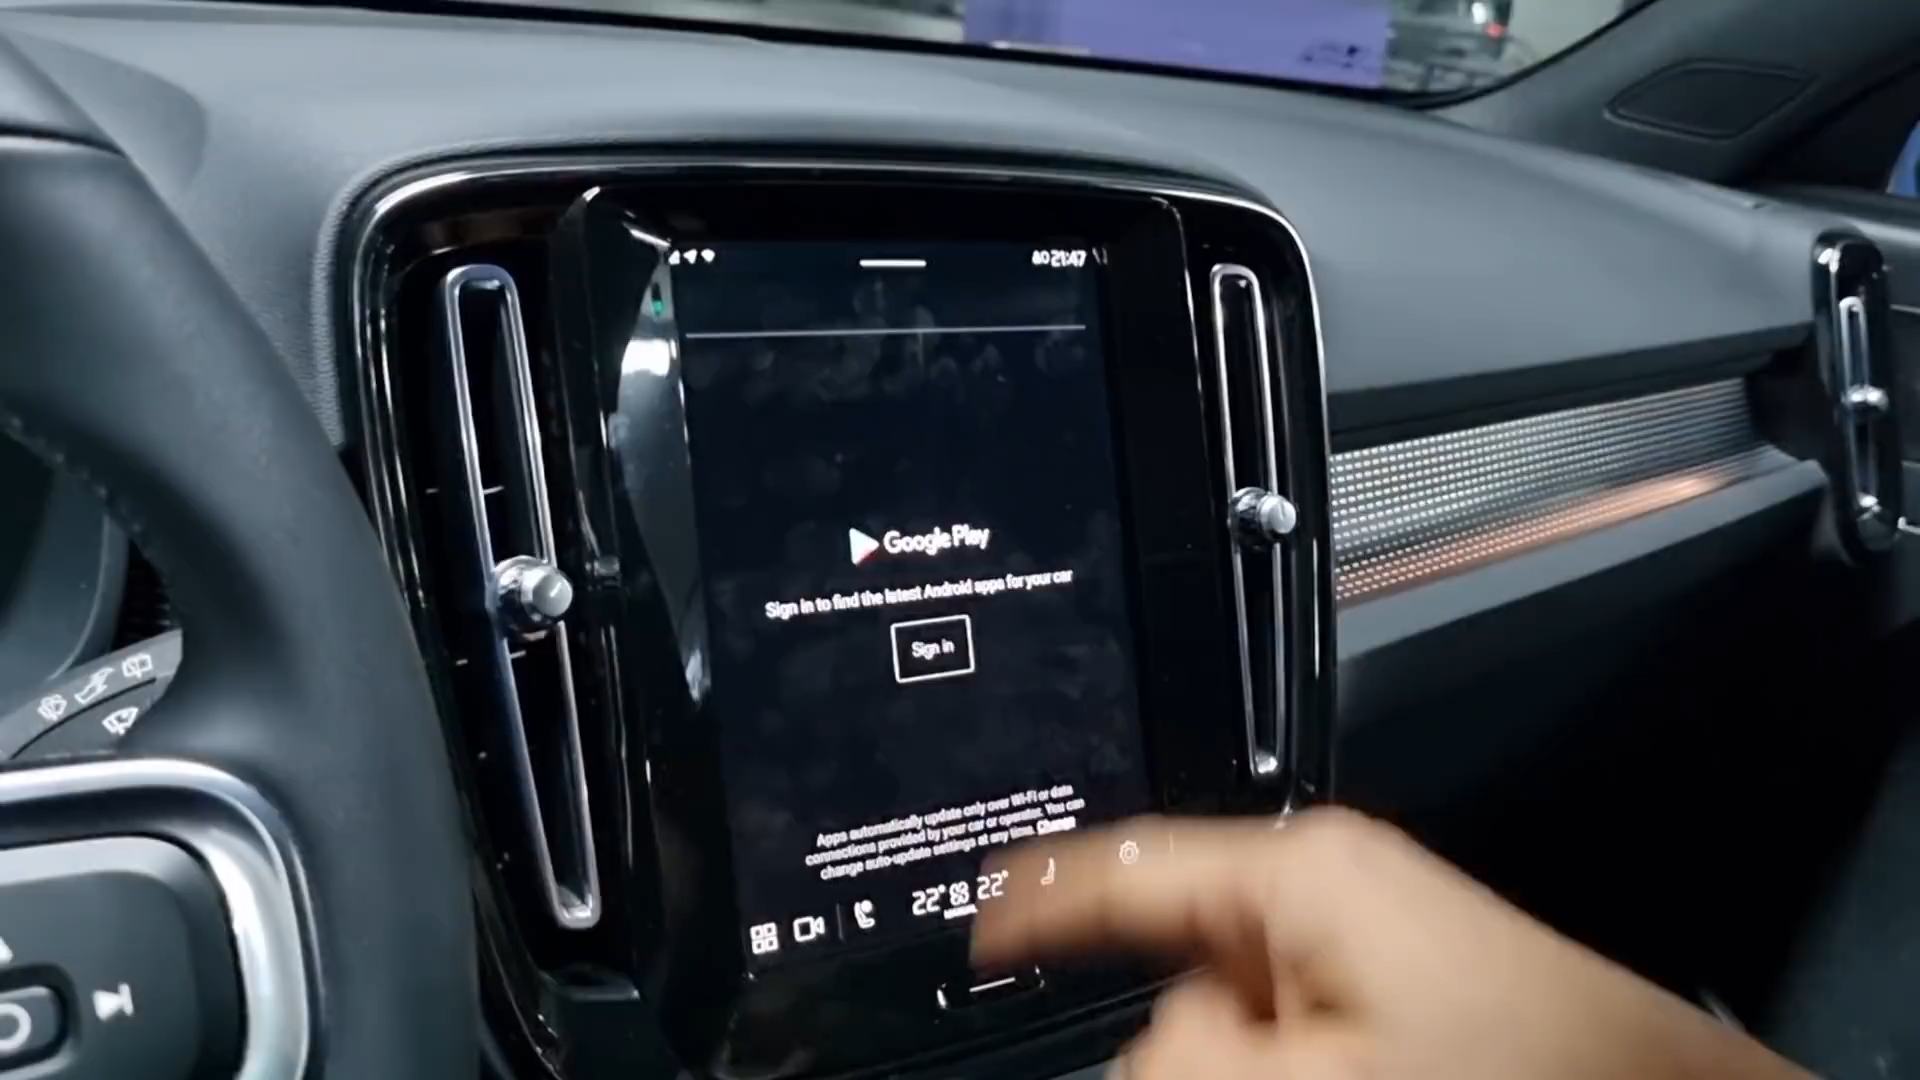 21:47
Google Play
Sign in to find the latest Android apps for your car
Sign in
Apps automatically update only over Wi-Fi or data
connections provided by your car or operator. You can
change auto-update settings at any time. Change
22° 22°